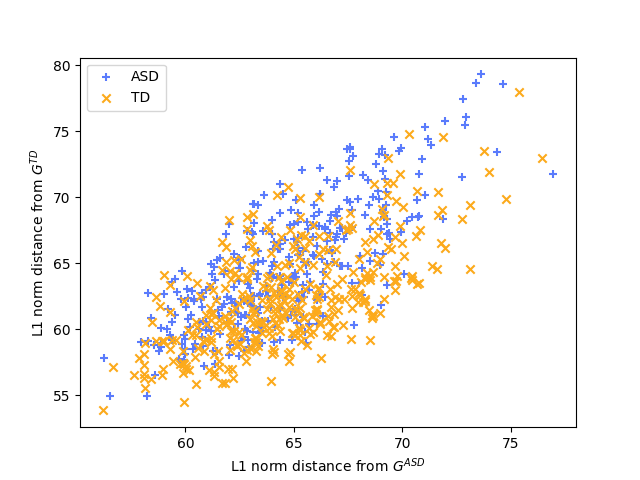 80
75
70
65
60
55
60 65 70 75
L1 norm distance from G^{TD}
L1 norm distance from G^{ASD}
ASD
TD